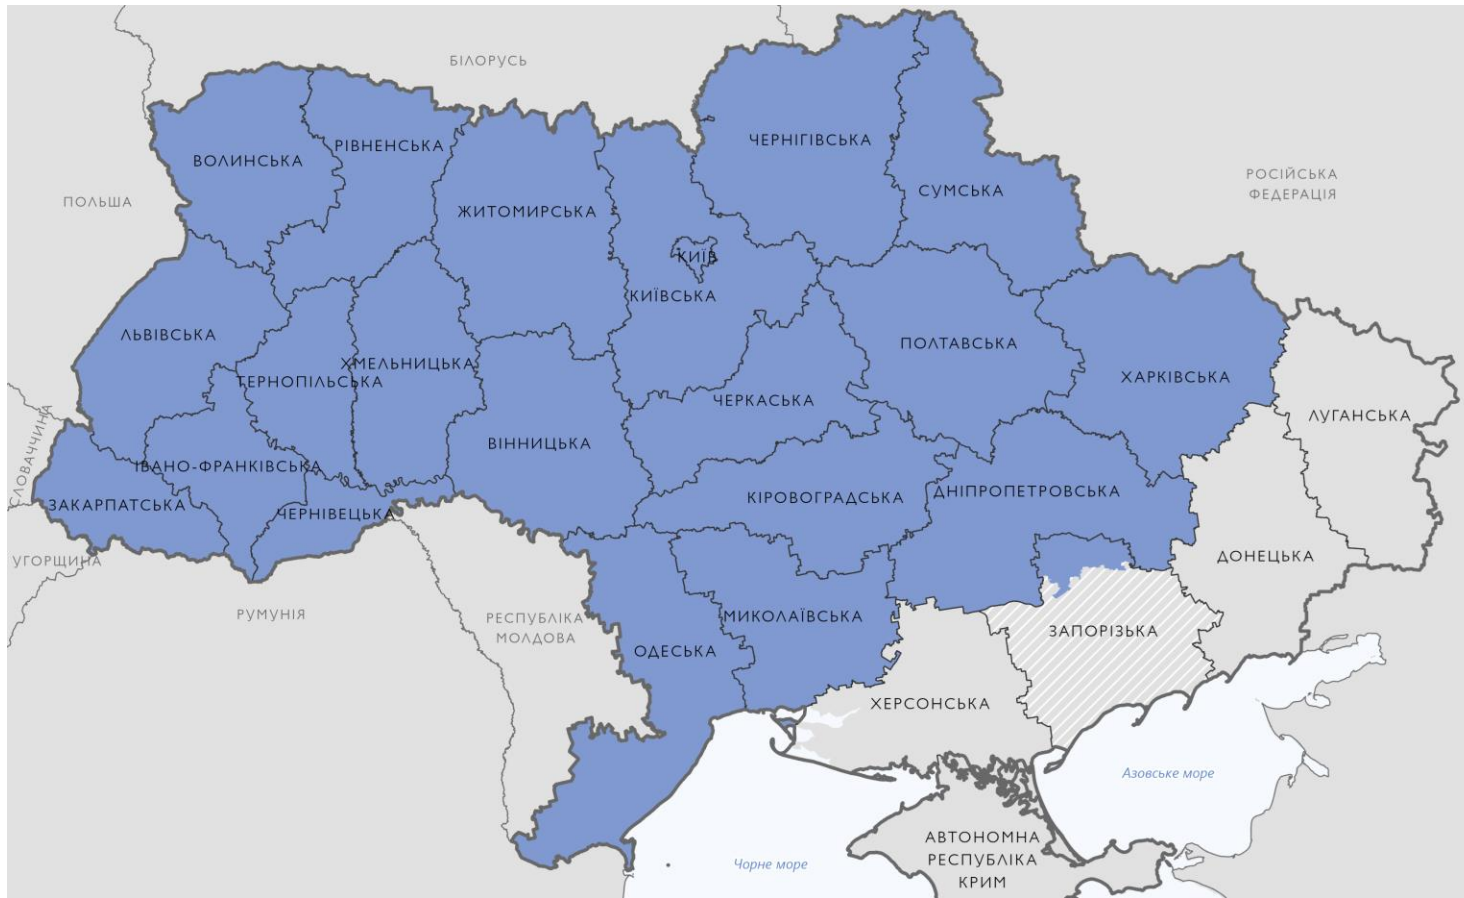 БІЛОРУСЬ
РІВНЕНСЬКА
ВОЛИНСЬКА
ЧЕРНІГІВСЬКА
РОСІЙСЬКА
ФЕДЕРАЦІЯ
СУМСЬКА
ПОЛЬША
ЖИТОМИРСЬКА
КИЇВ
КИЇВСЬКА
ЛЬВІВСЬКА
ПОЛТАВСЬКА
ХМЕЛЬНИЦЬКА
ТЕРНОПІЛЬСЬКА
ХАРКІВСЬКА
ЧЕРКАСЬКА
ЛУГАНСЬКА
ВІННИЦЬКА
СЛОВАЧЧИНА
ІВАНО-ФРАНКІВСЬКА
ДНІПРОПЕТРОВСЬКА
КІРОВОГРАДСЬКА
ЗАКАРПАТСЬКА
ЧЕРНІВЕЦЬКА
ДОНЕЦЬКА
УГОРЩИНА
РУМУНІЯ
РЕСПУБЛІКА
МОЛДОВА
МИКОЛАЇВСЬКА
ЗАПОРІЗЬКА
ОДЕСЬКА
ХЕРСОНСЬКА
Азовське море
АВТОНОМНА
РЕСПУБЛІКА
КРИМ
Чорне море